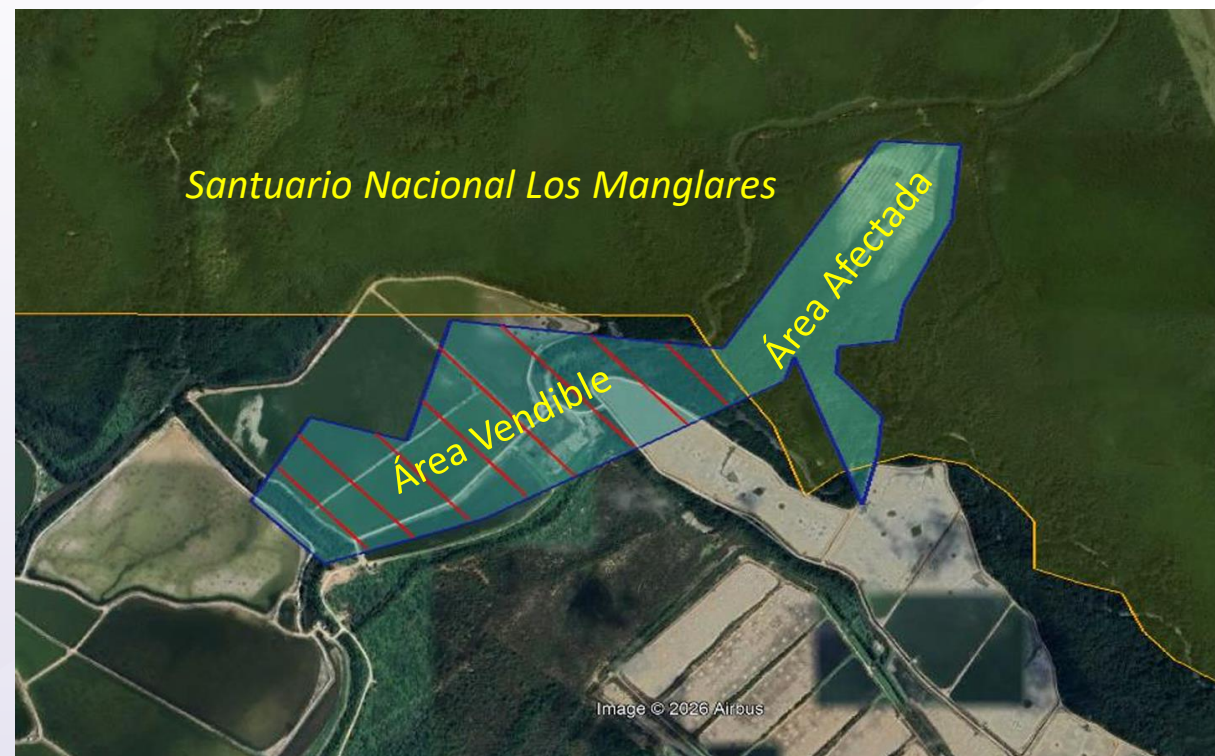 Santuario Nacional Los Manglares
Área Afectada
Área Vendible
Image © 2026 Airbus